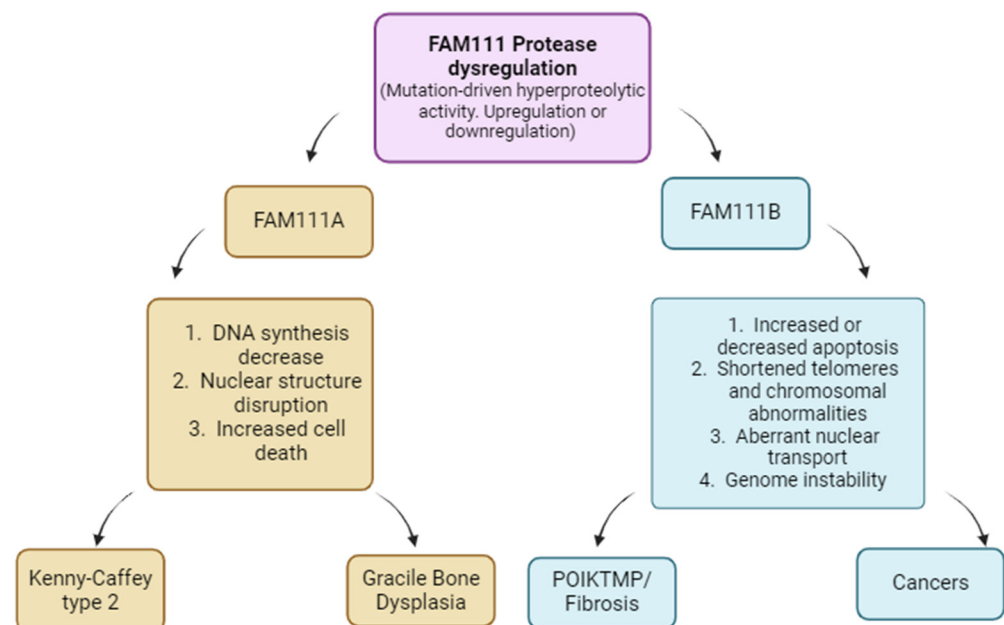 FAM111 Protease
dysregulation
(Mutation-driven hyperproteolytic
activity. Upregulation or
downregulation)
FAM111A
FAM111B
1. DNA synthesis
decrease
2. Nuclear structure
disruption
3. Increased cell
death
1. Increased or
decreased apoptosis
2. Shortened telomeres
and chromosomal
abnormalities
3. Aberrant nuclear
transport
4. Genome instability
Kenny-Caffey
type 2
Gracile Bone
Dysplasia
POIKTMP/
Fibrosis
Cancers